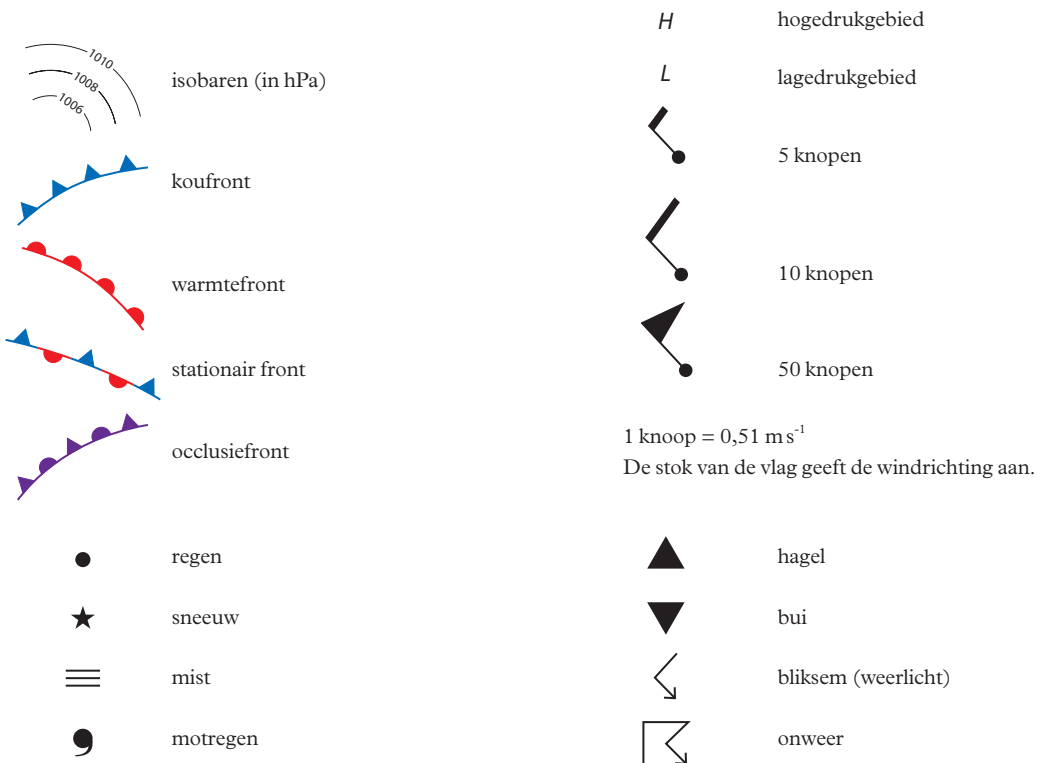 1010
1008
1006
isobaren (in hPa)
koufront
warmtefront
stationair front
occlusiefront
regen
sneeuw
mist
motregen
H hogedrukgebied
L lagedrukgebied
5 knopen
10 knopen
50 knopen
1 knoop = 0,51 m s⁻¹
De stok van de vlag geeft de windrichting aan.
hagel
bui
bliksem (weerlicht)
onweer